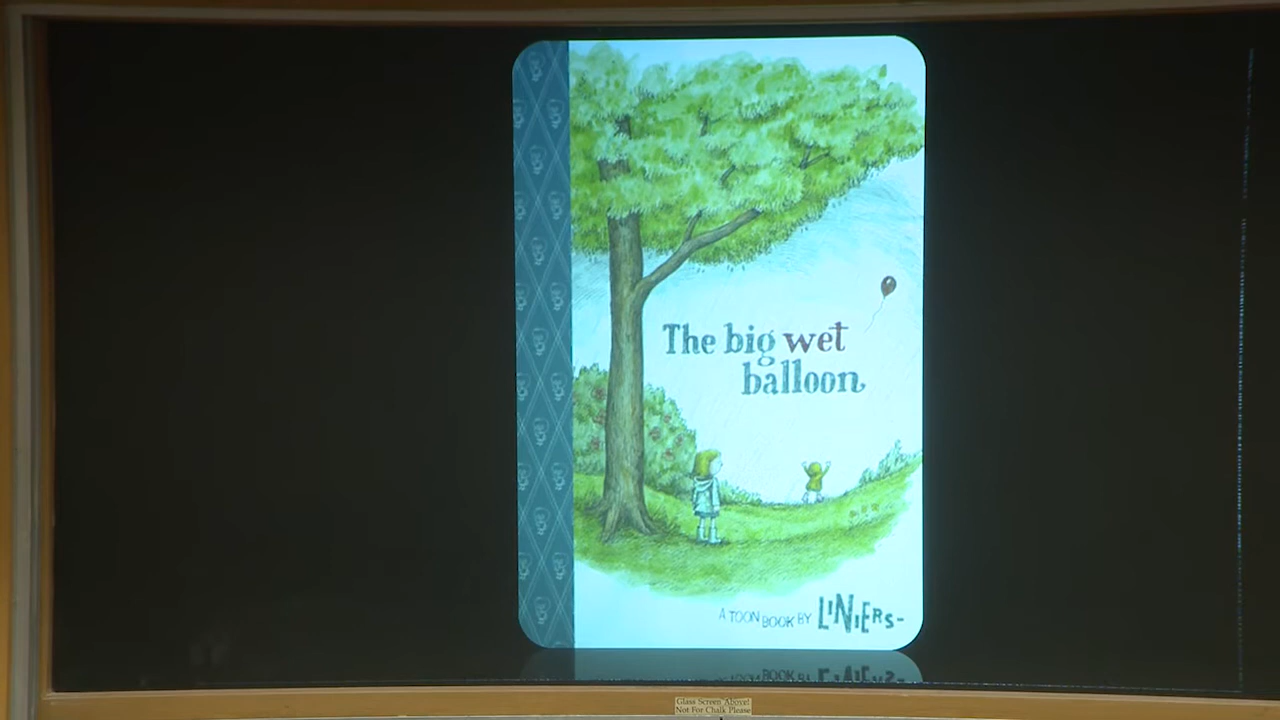 The big wet
balloon
A TOON BOOK BY LINIERS-
Glass Screen Above!
Not For Chalk Please